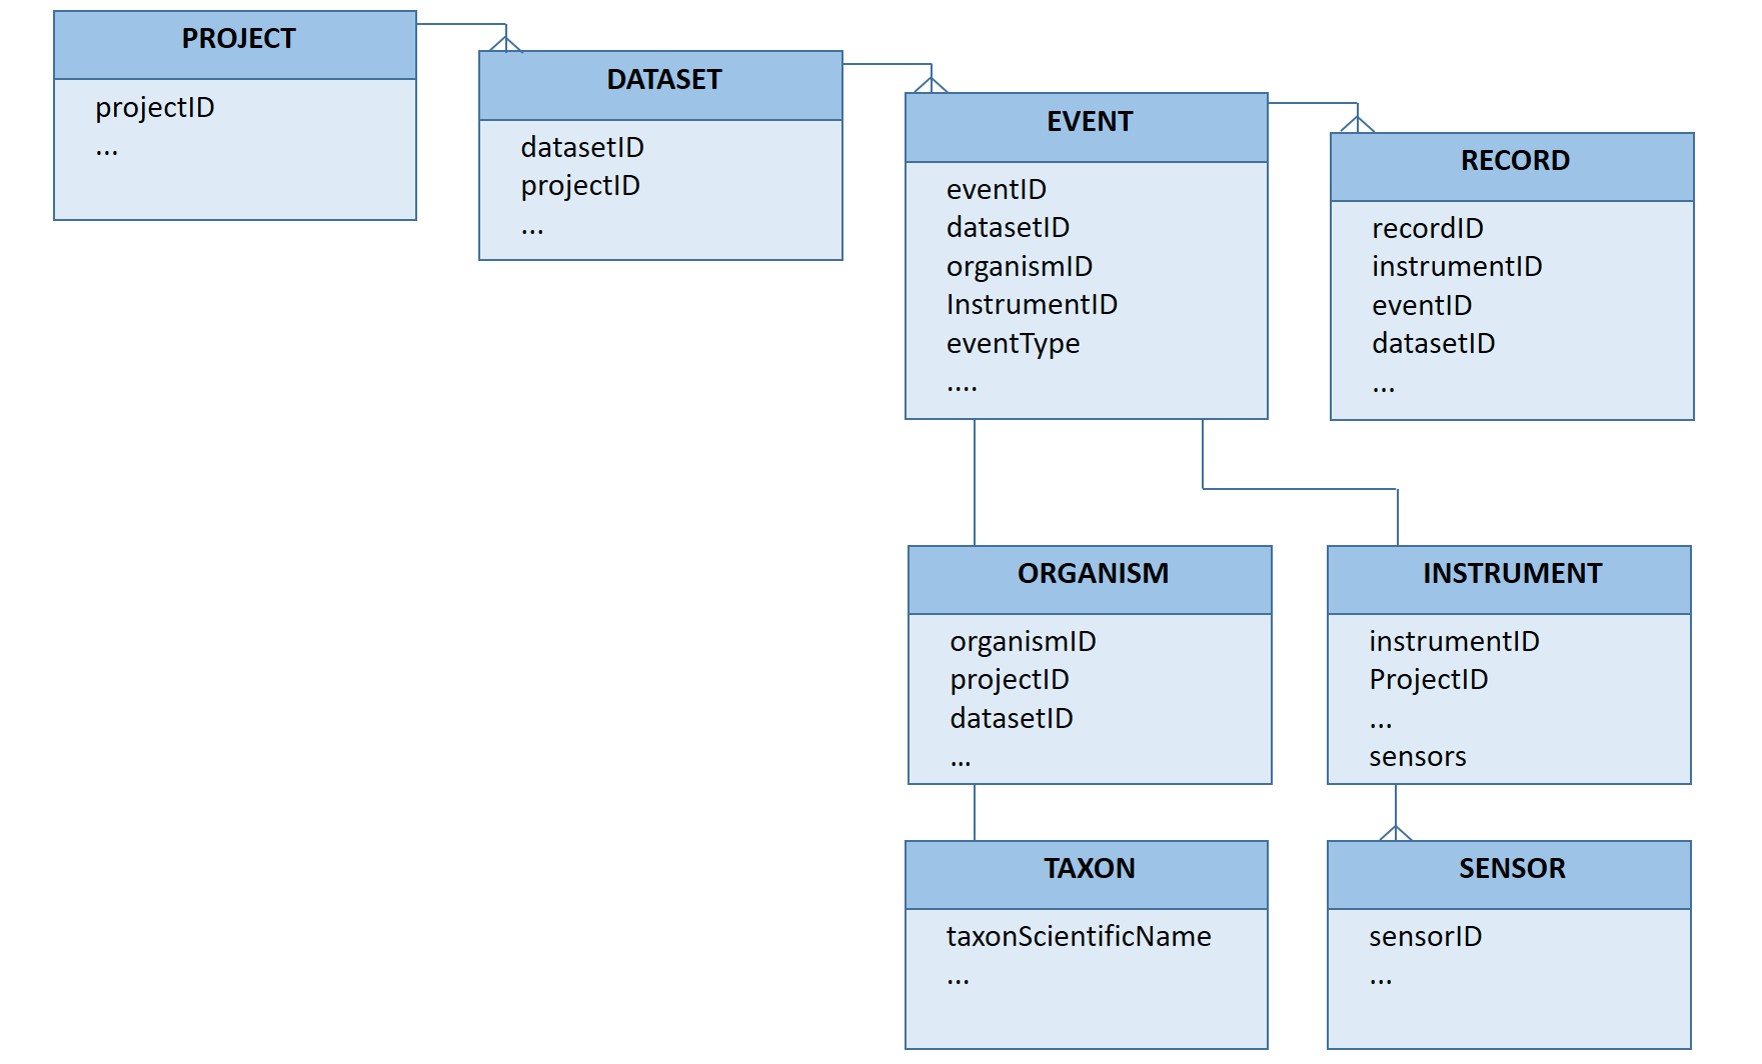 PROJECT
projectID
...
DATASET
datasetID
projectID
...
EVENT
eventID
datasetID
organismID
InstrumentID
eventType
....
RECORD
recordID
instrumentID
eventID
datasetID
...
ORGANISM
organismID
projectID
datasetID
...
INSTRUMENT
instrumentID
ProjectID
...
sensors
TAXON
taxonScientificName
...
SENSOR
sensorID
...